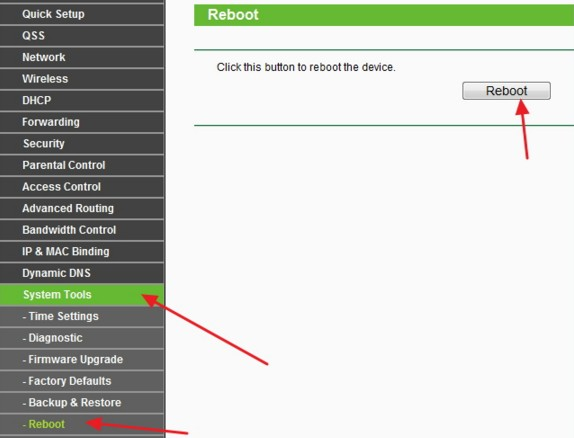 Quick Setup
QSS
Network
Wireless
DHCP
Forwarding
Security
Parental Control
Access Control
Advanced Routing
Bandwidth Control
IP & MAC Binding
Dynamic DNS
System Tools
- Time Settings
- Diagnostic
- Firmware Upgrade
- Factory Defaults
- Backup & Restore
- Reboot
Reboot
Click this button to reboot the device.
Reboot